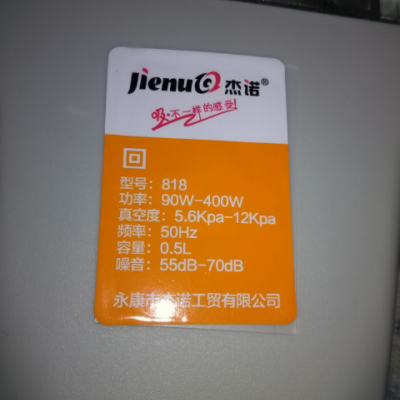 Jienuo 杰诺®
吸·不一样的感觉!
型号: 818
功率: 90W-400W
真空度: 5.6Kpa-12Kpa
频率: 50Hz
容量: 0.5L
噪音: 55dB-70dB
永康市杰诺工贸有限公司